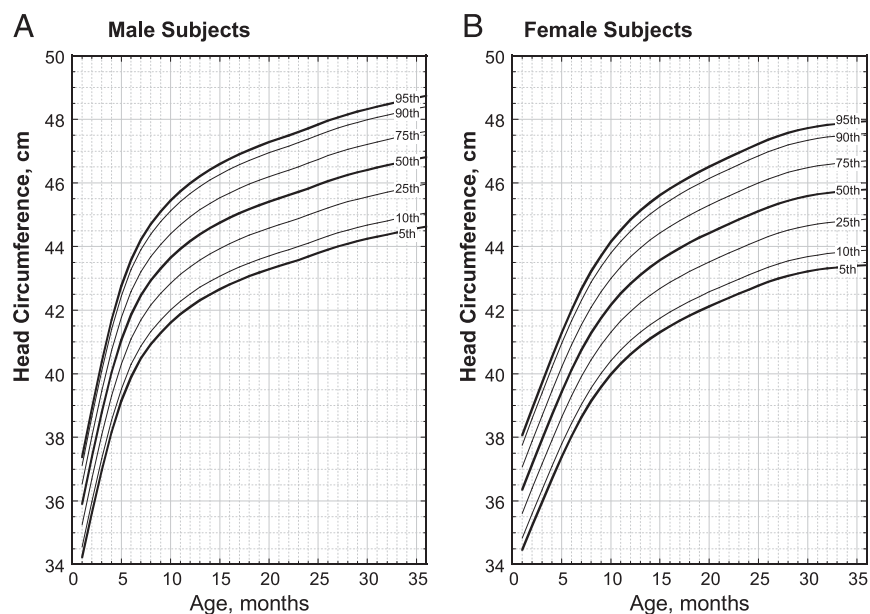 A Male Subjects
Head Circumference, cm
50
48
46
44
42
40
38
36
34
95th
90th
75th
50th
25th
10th
5th
0 5 10 15 20 25 30 35
Age, months
B Female Subjects
Head Circumference, cm
50
48
46
44
42
40
38
36
34
95th
90th
75th
50th
25th
10th
5th
0 5 10 15 20 25 30 35
Age, months